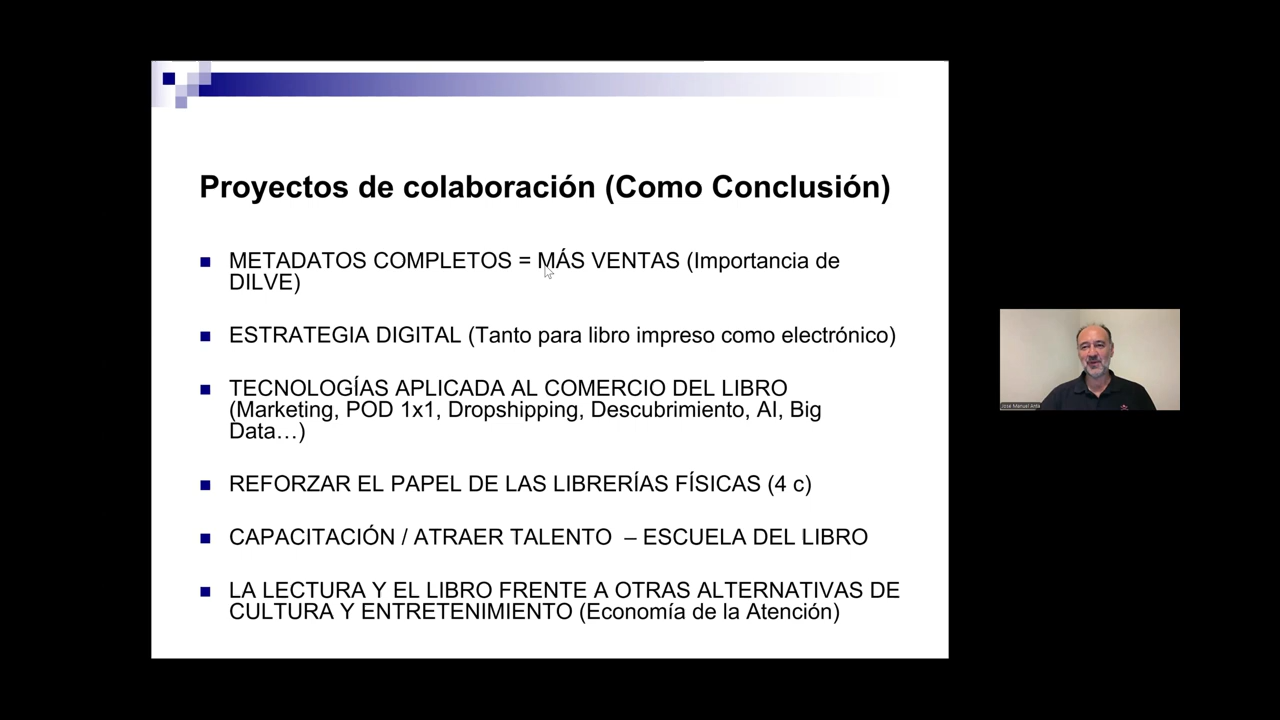 Proyectos de colaboración (Como Conclusión)
METADATOS COMPLETOS = MÁS VENTAS (Importancia de
DILVE)
ESTRATEGIA DIGITAL (Tanto para libro impreso como electrónico)
TECNOLOGÍAS APLICADA AL COMERCIO DEL LIBRO
(Marketing, POD 1x1, Dropshipping, Descubrimiento, AI, Big
Data…)
REFORZAR EL PAPEL DE LAS LIBRERÍAS FÍSICAS (4 c)
CAPACITACIÓN / ATRAER TALENTO – ESCUELA DEL LIBRO
LA LECTURA Y EL LIBRO FRENTE A OTRAS ALTERNATIVAS DE
CULTURA Y ENTRETENIMIENTO (Economía de la Atención)
José Manuel Anta